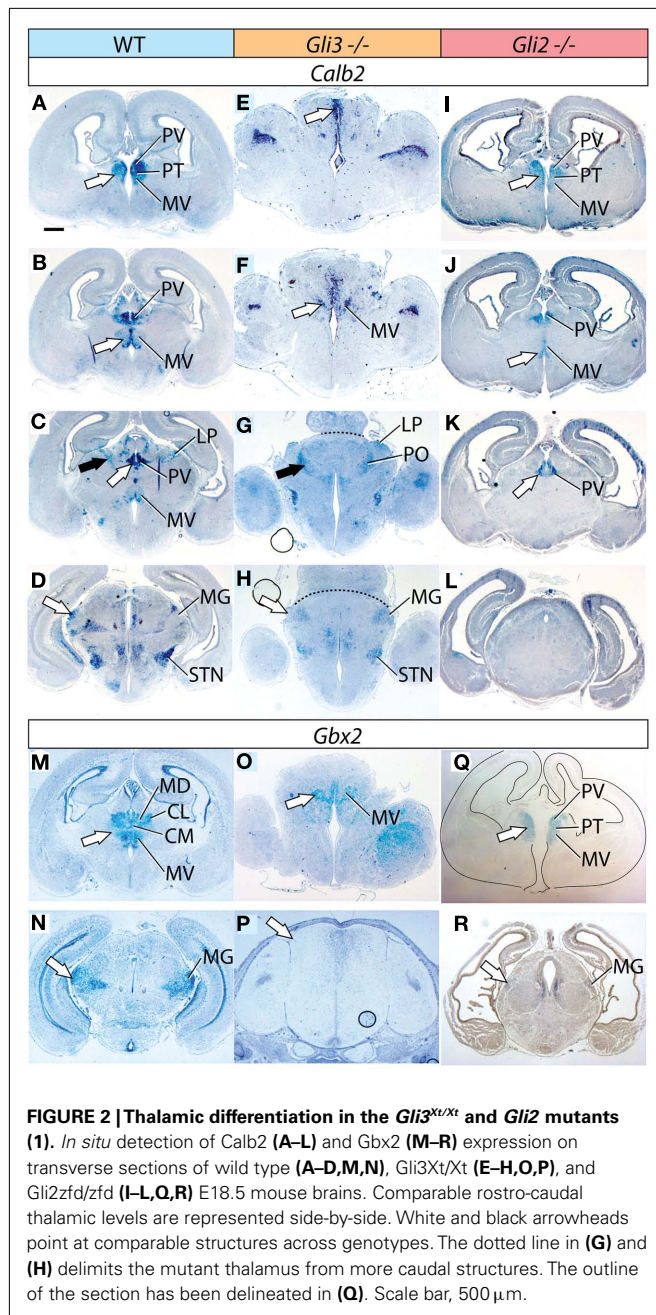 WT Gli3 -/- Gli2 -/-
Calb2
A PV PT MV E I PV PT MV
B PV MV F MV J PV MV
C LP PV MV G LP PO K PV
D MG STN H MG STN L
Gbx2
M MD CL CM MV O MV Q PV PT MV
N MG P R MG
FIGURE 2 | Thalamic differentiation in the Gli3Xt/Xt and Gli2 mutants
(1). In situ detection of Calb2 (A–L) and Gbx2 (M–R) expression on
transverse sections of wild type (A–D,M,N), Gli3Xt/Xt (E–H,O,P), and
Gli2zfd/zfd (I–L,Q,R) E18.5 mouse brains. Comparable rostro-caudal
thalamic levels are represented side-by-side. White and black arrowheads
point at comparable structures across genotypes. The dotted line in (G) and
(H) delimits the mutant thalamus from more caudal structures. The outline
of the section has been delineated in (Q). Scale bar, 500 μm.